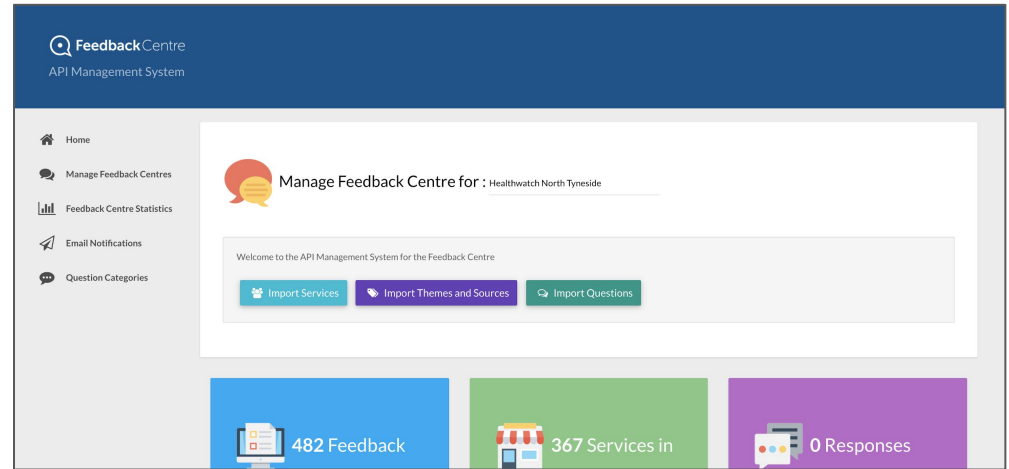 FeedbackCentre
API Management System
Home
Manage Feedback Centres
Feedback Centre Statistics
Email Notifications
Question Categories
Manage Feedback Centre for : Healthwatch North Tyneside
Welcome to the API Management System for the Feedback Centre
Import Services
Import Themes and Sources
Import Questions
482 Feedback
367 Services in
0 Responses